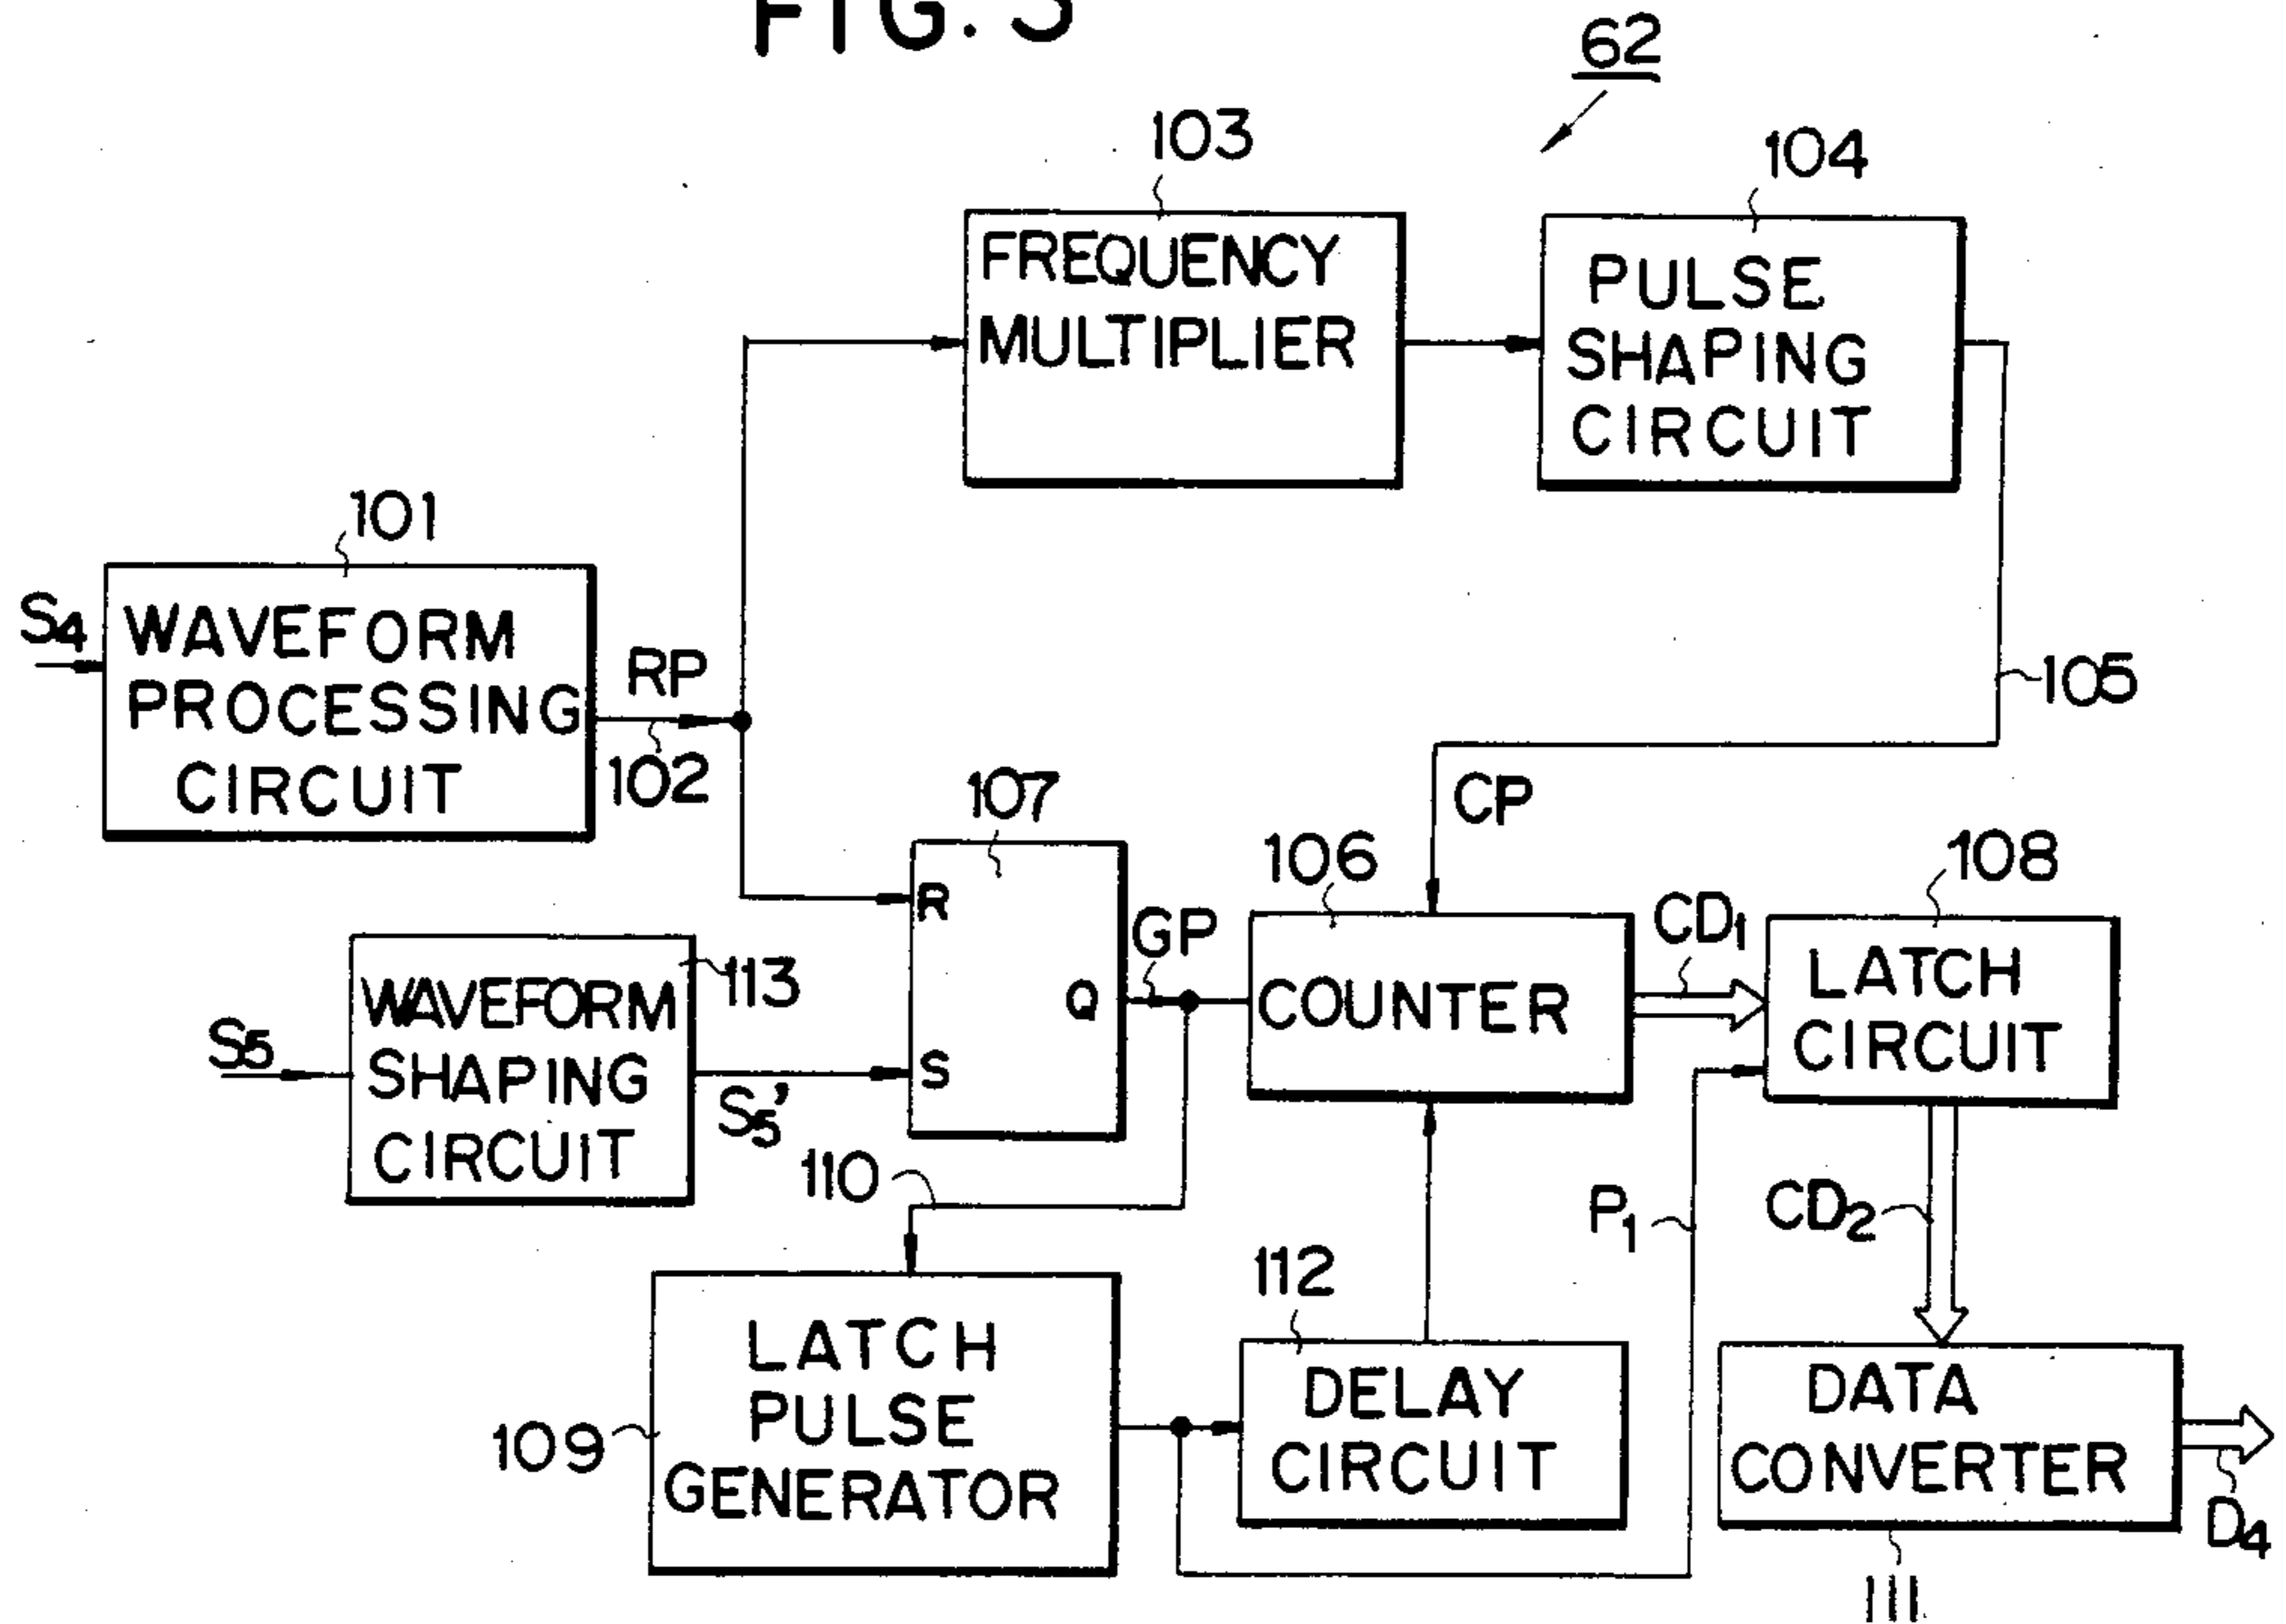 FIG. 5
62
103
104
FREQUENCY
MULTIPLIER
PULSE
SHAPING
CIRCUIT
101
S4
WAVEFORM
PROCESSING
CIRCUIT
RP
102
105
107
CP
106
108
R
GP
CD1
113
WAVEFORM
SHAPING
CIRCUIT
Q
COUNTER
LATCH
CIRCUIT
S5
S
S5'
110
P1
CD2
112
LATCH
PULSE
GENERATOR
109
DELAY
CIRCUIT
DATA
CONVERTER
D4
111